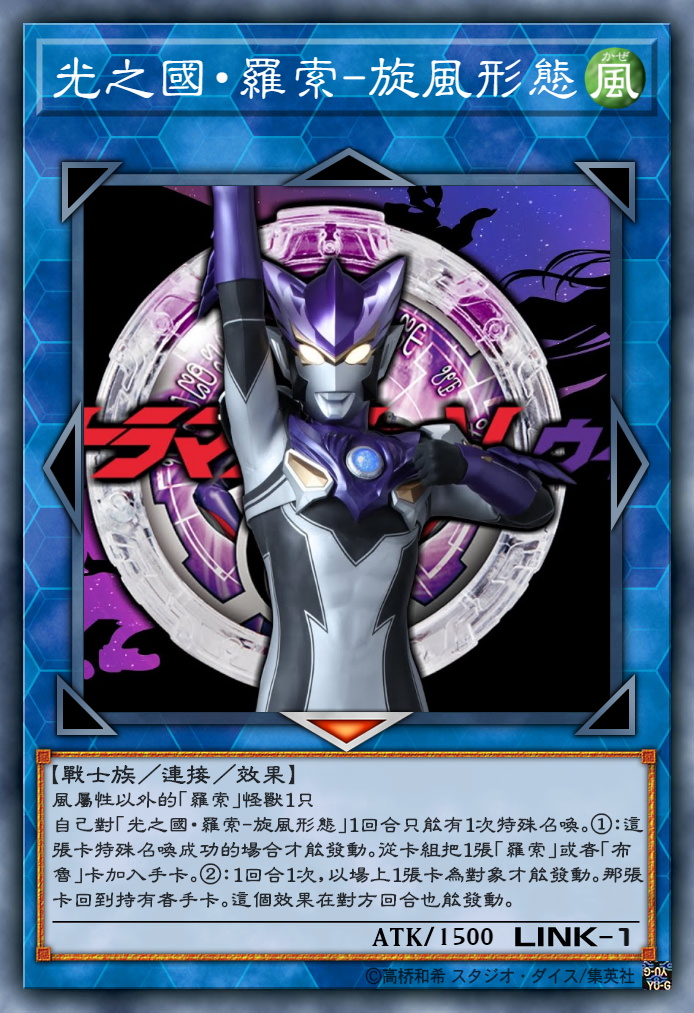 光之國・羅索-旋風形態
かぜ
風
ウ
【戰士族／連接／效果】
風屬性以外的「羅索」怪獸1只
自己對「光之國・羅索-旋風形態」1回合只能有1次特殊召喚。①：這
張卡特殊召喚成功的場合才能發動。從卡組把1張「羅索」或者「布
魯」卡加入手卡。②：1回合1次，以場上1張卡為對象才能發動。那張
卡回到持有者手卡。這個效果在對方回合也能發動。
ATK/1500 LINK-1
©高桥和希 スタジオ・ダイス/集英社
YU-G